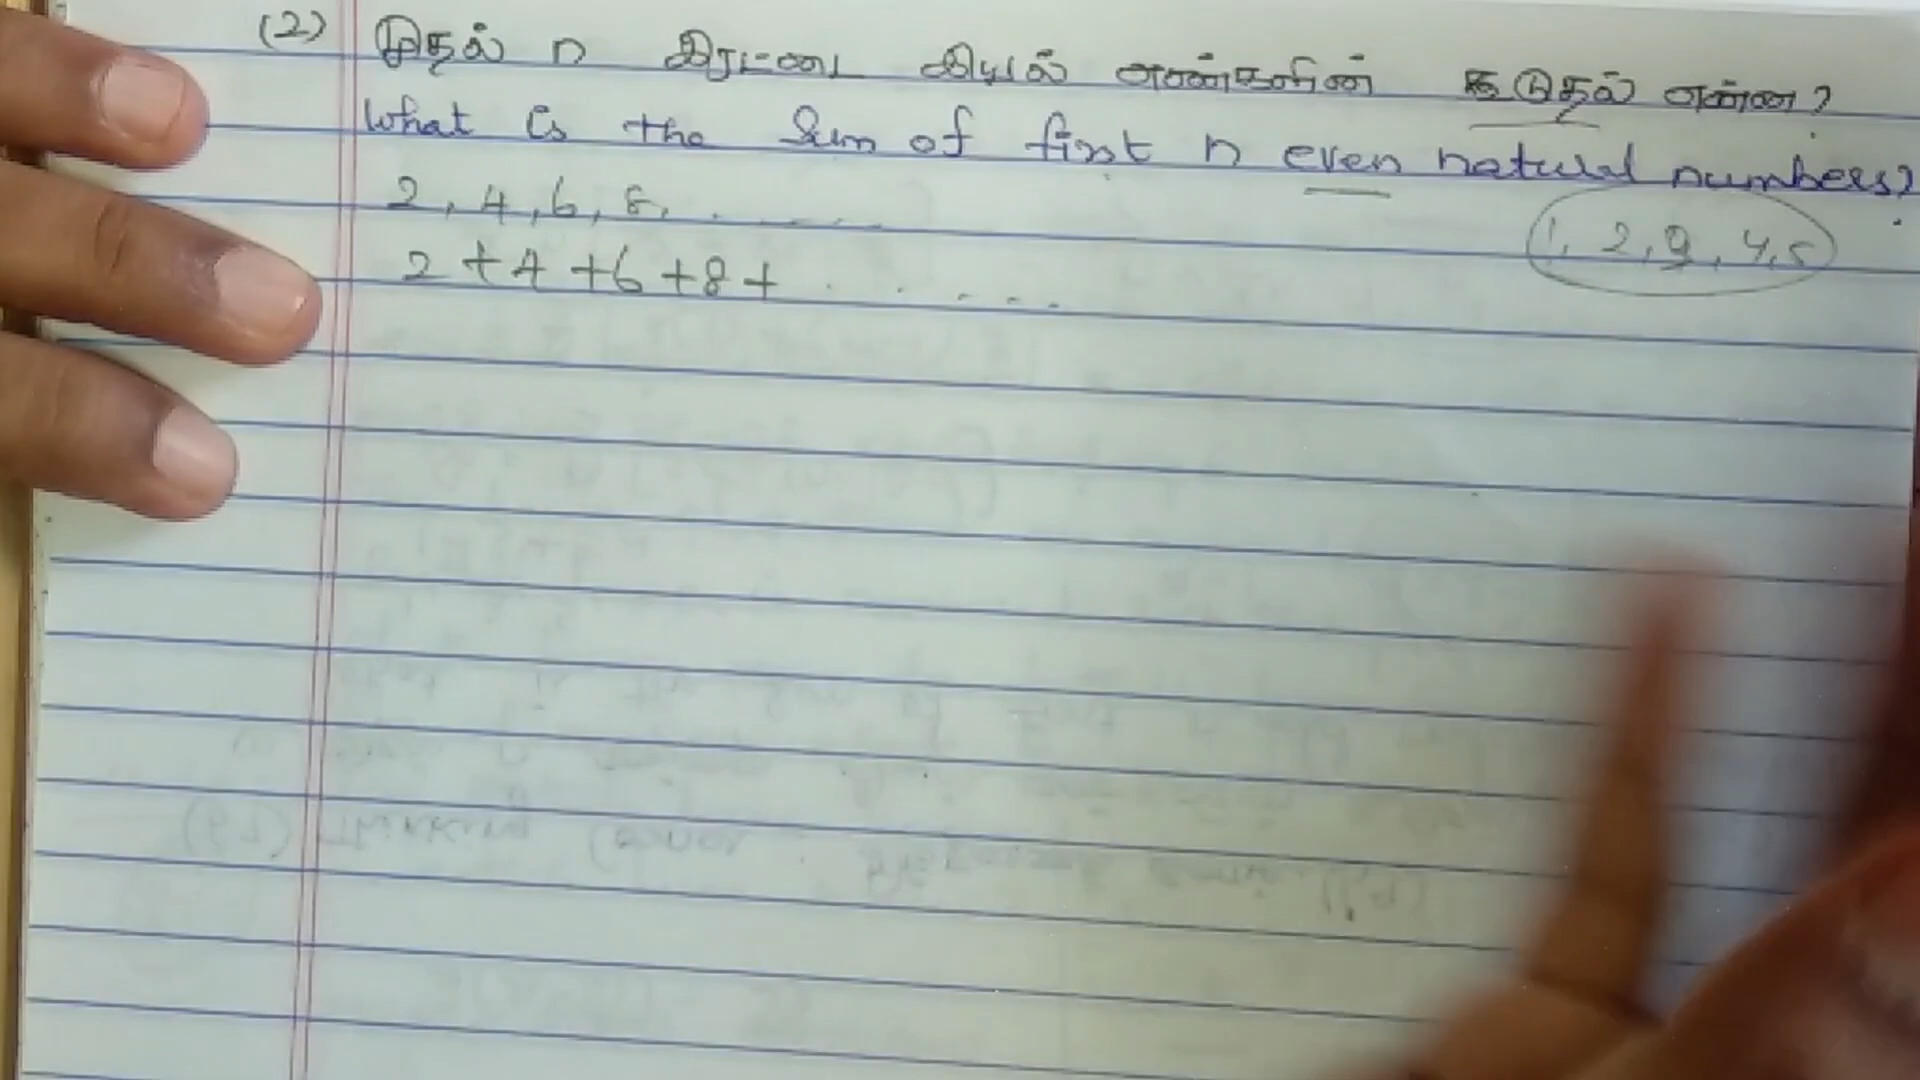 (2) முதல் n இரட்டை இயல் எண்களின் கூடுதல் என்ன?
What is the Sum of first n even natural numbers?
2, 4, 6, 8, . ......
1, 2, 3, 4, 5
2 + 4 + 6 + 8 + . . . . . .